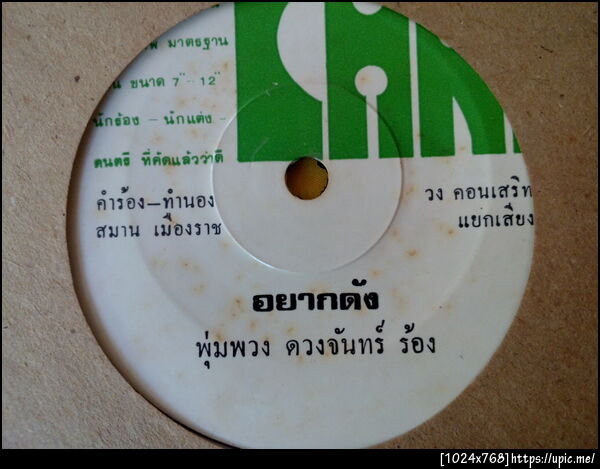 มาตรฐาน
ขนาด 7" - 12"
นักร้อง - นักแต่ง -
ดนตรี ที่คัดแล้วว่าดี
คำร้อง-ทำนอง
สมาน เมืองราช
วง คอนเสริท
แยกเสียง
อยากดัง
พุ่มพวง ดวงจันทร์ ร้อง
[1024x768]https://upic.me/